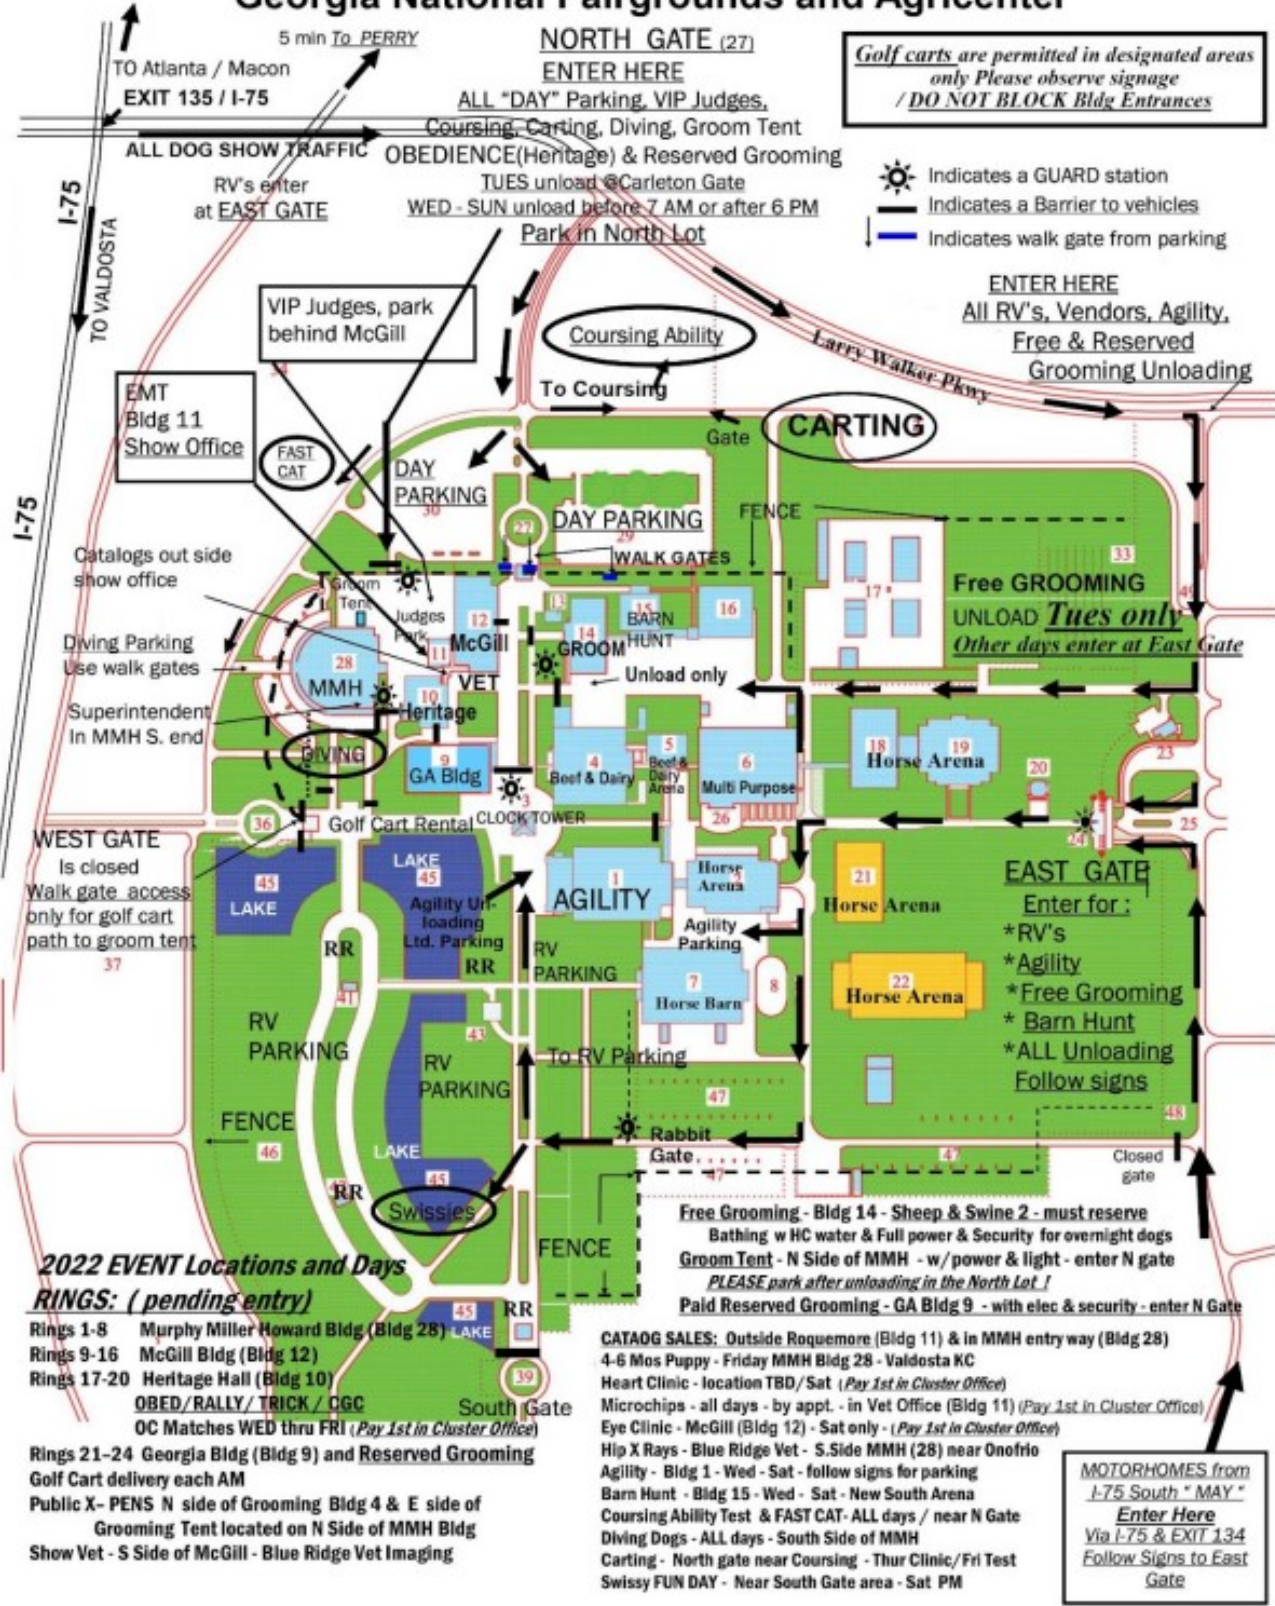 Georgia National Fairgrounds and Agricenter
5 min To PERRY
TO Atlanta / Macon
EXIT 135 / I-75
ALL DOG SHOW TRAFFIC
RV's enter
at EAST GATE
I-75
TO VALDOSTA
I-75
NORTH GATE (27)
ENTER HERE
ALL "DAY" Parking, VIP Judges,
Coursing, Carting, Diving, Groom Tent
OBEDIENCE(Heritage) & Reserved Grooming
TUES unload @Carleton Gate
WED - SUN unload before 7 AM or after 6 PM
Park in North Lot
Golf carts are permitted in designated areas
only Please observe signage
/ DO NOT BLOCK Bldg Entrances
Indicates a GUARD station
Indicates a Barrier to vehicles
Indicates walk gate from parking
ENTER HERE
All RV's, Vendors, Agility,
Free & Reserved
Grooming Unloading
VIP Judges, park
behind McGill
Coursing Ability
Larry Walker Pkwy
To Coursing
Gate
CARTING
EMT
Bldg 11
Show Office
FAST
CAT
DAY
PARKING
30
27
DAY PARKING
29
WALK GATES
FENCE
33
Free GROOMING
UNLOAD Tues only
Other days enter at East Gate
49
Catalogs out side
show office
Groom
Tent
Judges
Park
12
McGill
11
13
14
GROOM
15
BARN
HUNT
16
17
Diving Parking
Use walk gates
28
MMH
VET
10
Heritage
Unload only
Superintendent
In MMH S. end
DIVING
9
GA Bldg
4
Beef & Dairy
5
Beef &
Dairy
Arena
6
Multi Purpose
18
19
Horse Arena
20
23
24
25
26
3
CLOCK TOWER
36
Golf Cart Rental
WEST GATE
Is closed
Walk gate access
only for golf cart
path to groom tent
37
45
LAKE
LAKE
45
Agility Un-
loading
Ltd. Parking
1
AGILITY
Horse
Arena
2
Agility
Parking
21
Horse Arena
22
Horse Arena
EAST GATE
Enter for :
*RV's
*Agility
*Free Grooming
* Barn Hunt
*ALL Unloading
Follow signs
RR
RR
RV
PARKING
7
Horse Barn
8
41
43
RV
PARKING
RV
PARKING
To RV Parking
47
48
FENCE
46
LAKE
45
Rabbit
Gate
47
47
Closed
gate
RR
Swissies
FENCE
45
LAKE
RR
39
South Gate
2022 EVENT Locations and Days
RINGS: ( pending entry)
Rings 1-8 Murphy Miller Howard Bldg (Bldg 28)
Rings 9-16 McGill Bldg (Bldg 12)
Rings 17-20 Heritage Hall (Bldg 10)
OBED/RALLY/ TRICK / CGC
OC Matches WED thru FRI (Pay 1st in Cluster Office)
Rings 21-24 Georgia Bldg (Bldg 9) and Reserved Grooming
Golf Cart delivery each AM
Public X- PENS N side of Grooming Bldg 4 & E side of
Grooming Tent located on N Side of MMH Bldg
Show Vet - S Side of McGill - Blue Ridge Vet Imaging
Free Grooming - Bldg 14 - Sheep & Swine 2 - must reserve
Bathing w HC water & Full power & Security for overnight dogs
Groom Tent - N Side of MMH - w/power & light - enter N gate
PLEASE park after unloading in the North Lot !
Paid Reserved Grooming - GA Bldg 9 - with elec & security - enter N Gate
CATAOG SALES: Outside Roquemore (Bldg 11) & in MMH entry way (Bldg 28)
4-6 Mos Puppy - Friday MMH Bldg 28 - Valdosta KC
Heart Clinic - location TBD/Sat (Pay 1st in Cluster Office)
Microchips - all days - by appt. - in Vet Office (Bldg 11) (Pay 1st In Cluster Office)
Eye Clinic - McGill (Bldg 12) - Sat only - (Pay 1st in Cluster Office)
Hip X Rays - Blue Ridge Vet - S.Side MMH (28) near Onofrio
Agility - Bldg 1 - Wed - Sat - follow signs for parking
Barn Hunt - Bldg 15 - Wed - Sat - New South Arena
Coursing Ability Test & FAST CAT- ALL days / near N Gate
Diving Dogs - ALL days - South Side of MMH
Carting - North gate near Coursing - Thur Clinic/Fri Test
Swissy FUN DAY - Near South Gate area - Sat PM
MOTORHOMES from
I-75 South " MAY "
Enter Here
Via I-75 & EXIT 134
Follow Signs to East
Gate